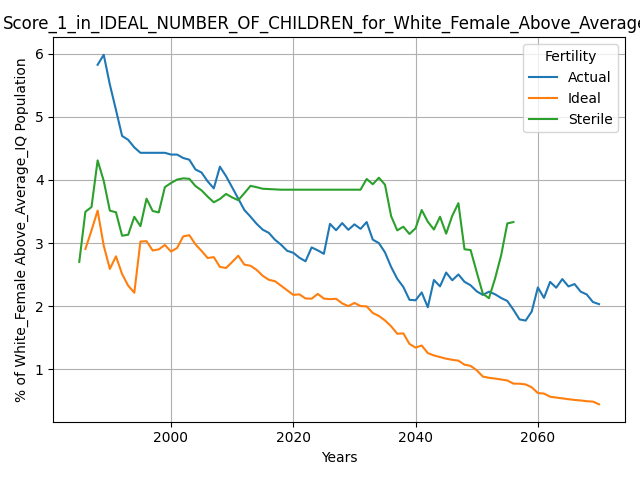 Score_1_in_IDEAL_NUMBER_OF_CHILDREN_for_White_Female_Above_Average
Fertility
Actual
Ideal
Sterile
% of White_Female Above_Average_IQ Population
6
5
4
3
2
1
2000 2020 2040 2060
Years